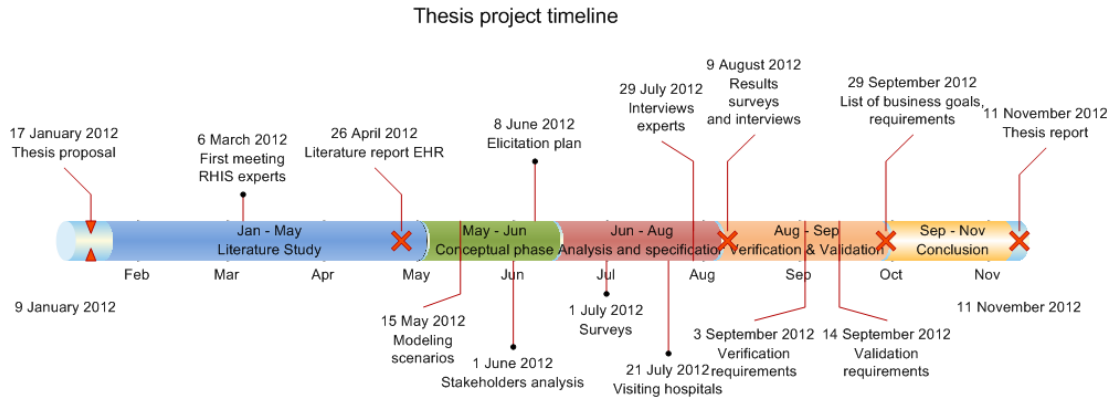 Thesis project timeline
17 January 2012
Thesis proposal
6 March 2012
First meeting
RHIS experts
26 April 2012
Literature report EHR
8 June 2012
Elicitation plan
29 July 2012
Interviews
experts
9 August 2012
Results
surveys
and interviews
29 September 2012
List of business goals,
requirements
11 November 2012
Thesis report
Jan - May
Literature Study
May - Jun
Conceptual phase
Jun - Aug
Analysis and specification
Aug - Sep
Verification & Validation
Sep - Nov
Conclusion
Feb Mar Apr May Jun Jul Aug Sep Oct Nov
9 January 2012
15 May 2012
Modeling
scenarios
1 June 2012
Stakeholders analysis
1 July 2012
Surveys
21 July 2012
Visiting hospitals
3 September 2012
Verification
requirements
14 September 2012
Validation
requirements
11 November 2012